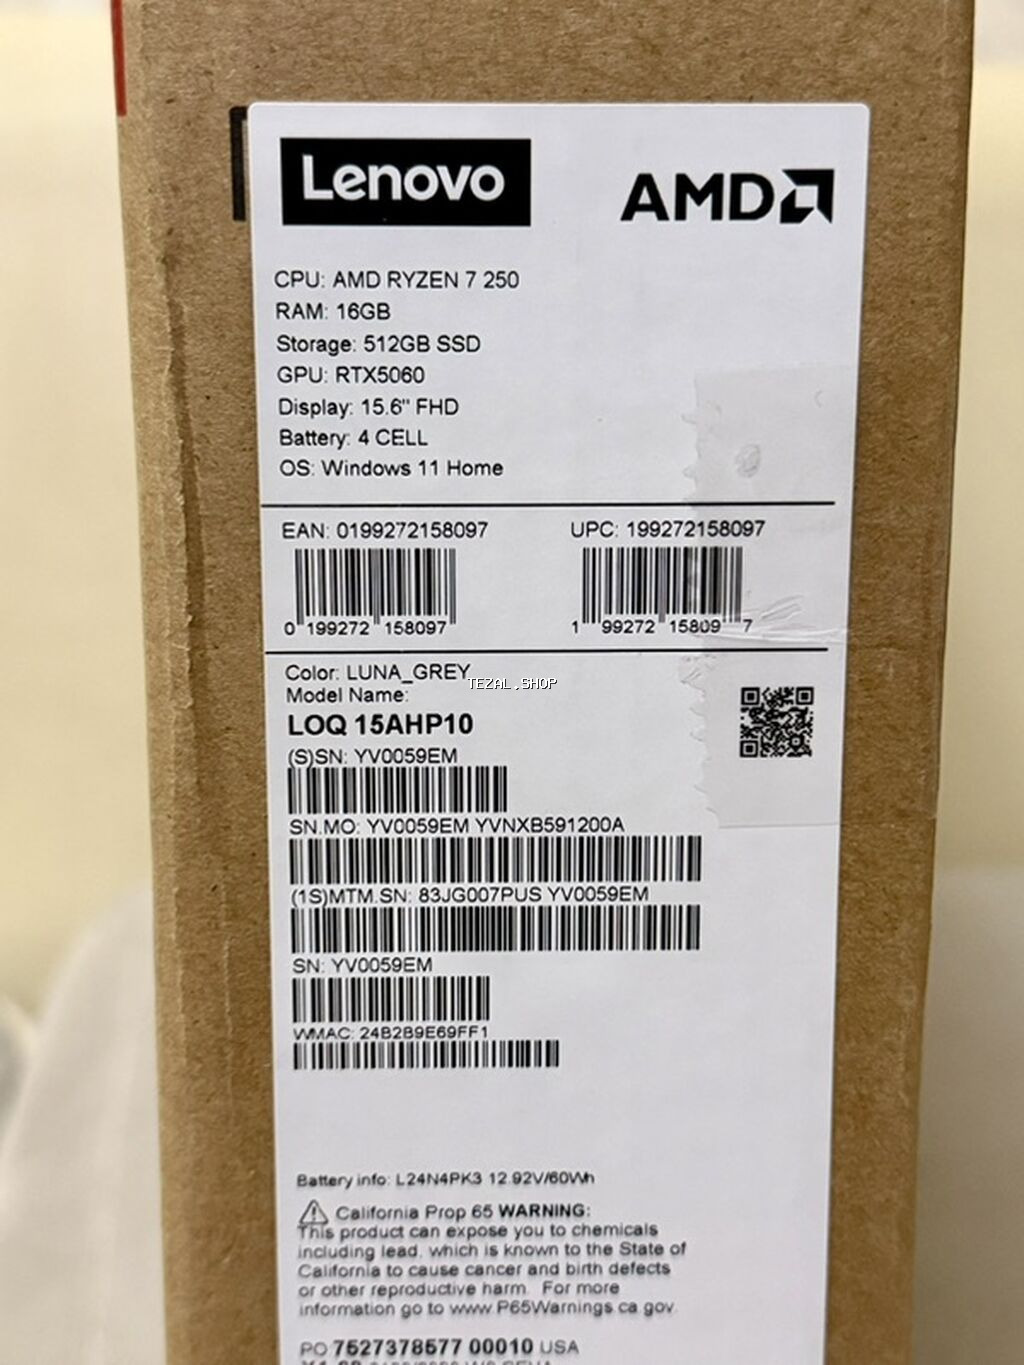 Lenovo
AMD
CPU: AMD RYZEN 7 250
RAM: 16GB
Storage: 512GB SSD
GPU: RTX5060
Display: 15.6" FHD
Battery: 4 CELL
OS: Windows 11 Home
EAN: 0199272158097 UPC: 199272158097
0 199272 158097 1 99272 15809 7
Color: LUNA_GREY
TEZAL.SHOP
Model Name:
LOQ 15AHP10
(S)SN: YV0059EM
SN.MO: YV0059EM YVNXB591200A
(1S)MTM.SN: 83JG007PUS YV0059EM
SN: YV0059EM
WMAC: 24B2B9E69FF1
Battery info: L24N4PK3 12.92V/60Wh
California Prop 65 WARNING:
This product can expose you to chemicals
including lead, which is known to the State of
California to cause cancer and birth defects
or other reproductive harm. For more
information go to www.P65Warnings.ca.gov
PO 7527378577 00010 USA